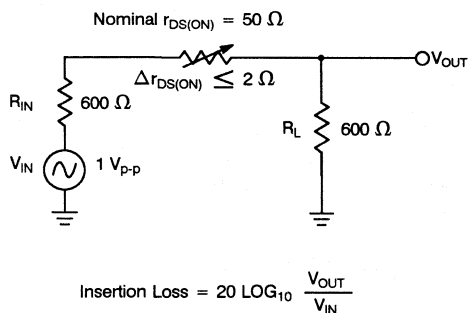 Nominal rDS(ON) = 50 Ω
VOUT
ΔrDS(ON) ≤ 2 Ω
RIN 600 Ω
RL 600 Ω
VIN 1 Vp-p
Insertion Loss = 20 LOG10 VOUT / VIN